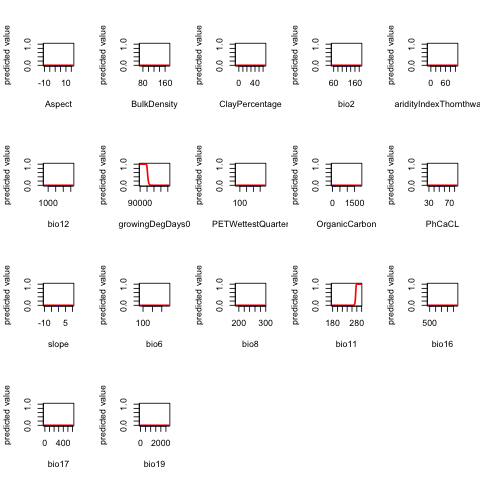 predicted value
0.0 1.0
-10 10
Aspect
predicted value
0.0 1.0
80 160
BulkDensity
predicted value
0.0 1.0
0 40
ClayPercentage
predicted value
0.0 1.0
60 160
bio2
predicted value
0.0 1.0
0 60
aridityIndexThornthwa
predicted value
0.0 1.0
1000
bio12
predicted value
0.0 1.0
90000
growingDegDays0
predicted value
0.0 1.0
100
PETWettestQuarter
predicted value
0.0 1.0
0 1500
OrganicCarbon
predicted value
0.0 1.0
30 70
PhCaCL
predicted value
0.0 1.0
-10 5
slope
predicted value
0.0 1.0
100
bio6
predicted value
0.0 1.0
200 300
bio8
predicted value
0.0 1.0
180 280
bio11
predicted value
0.0 1.0
500
bio16
predicted value
0.0 1.0
0 400
bio17
predicted value
0.0 1.0
0 2000
bio19